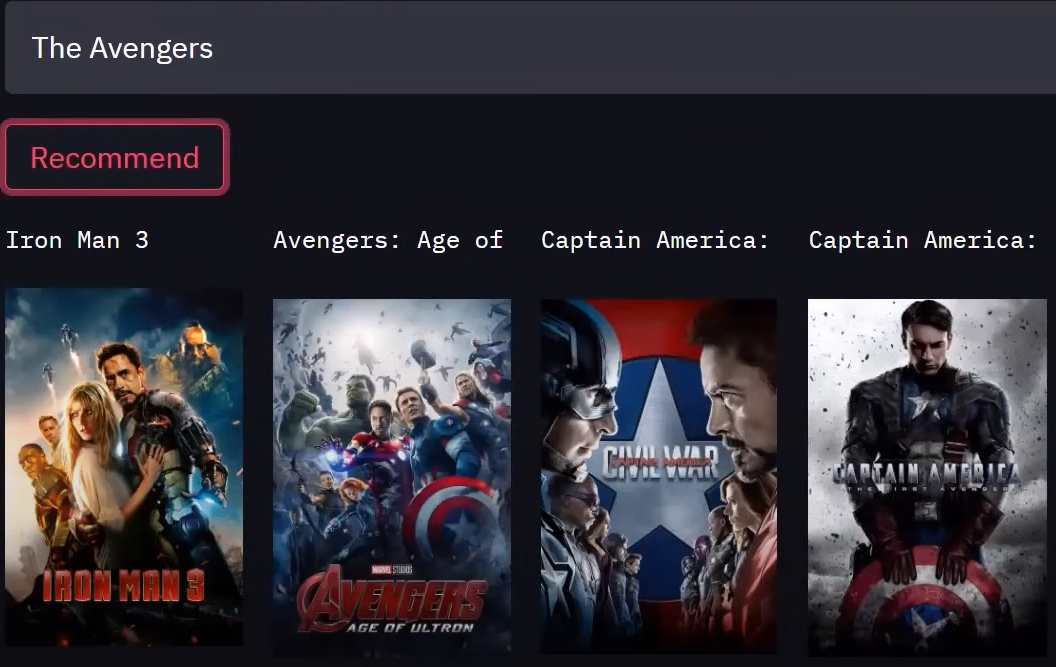 The Avengers
Recommend
Iron Man 3
Avengers: Age of
Captain America:
Captain America:
IRON MAN 3
MARVEL STUDIOS
AVENGERS
AGE OF ULTRON
CAPTAIN AMERICA
CIVIL WAR
CAPTAIN AMERICA
THE FIRST AVENGER